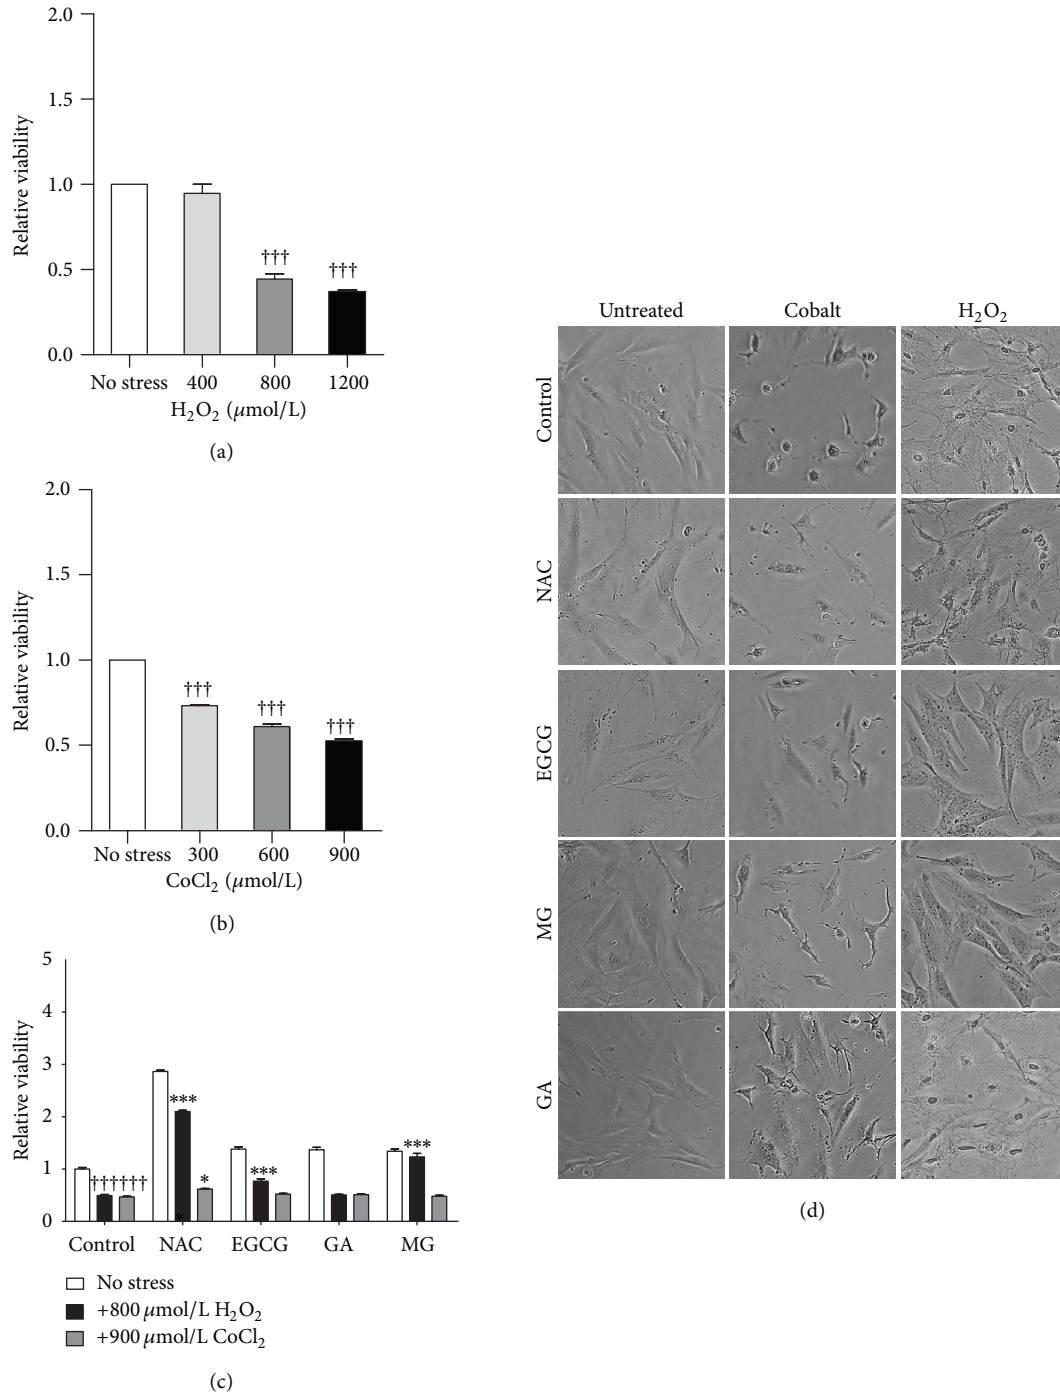 2.0
1.5
1.0
0.5
0.0
Relative viability
†††
†††
No stress 400 800 1200
H₂O₂ (μmol/L)
(a)
2.0
1.5
1.0
0.5
0.0
Relative viability
†††
†††
†††
No stress 300 600 900
CoCl₂ (μmol/L)
(b)
5
4
3
2
1
0
Relative viability
††††††
***
*
***
***
Control NAC EGCG GA MG
No stress
+800 μmol/L H₂O₂
+900 μmol/L CoCl₂
(c)
Untreated Cobalt H₂O₂
Control
NAC
EGCG
MG
GA
(d)